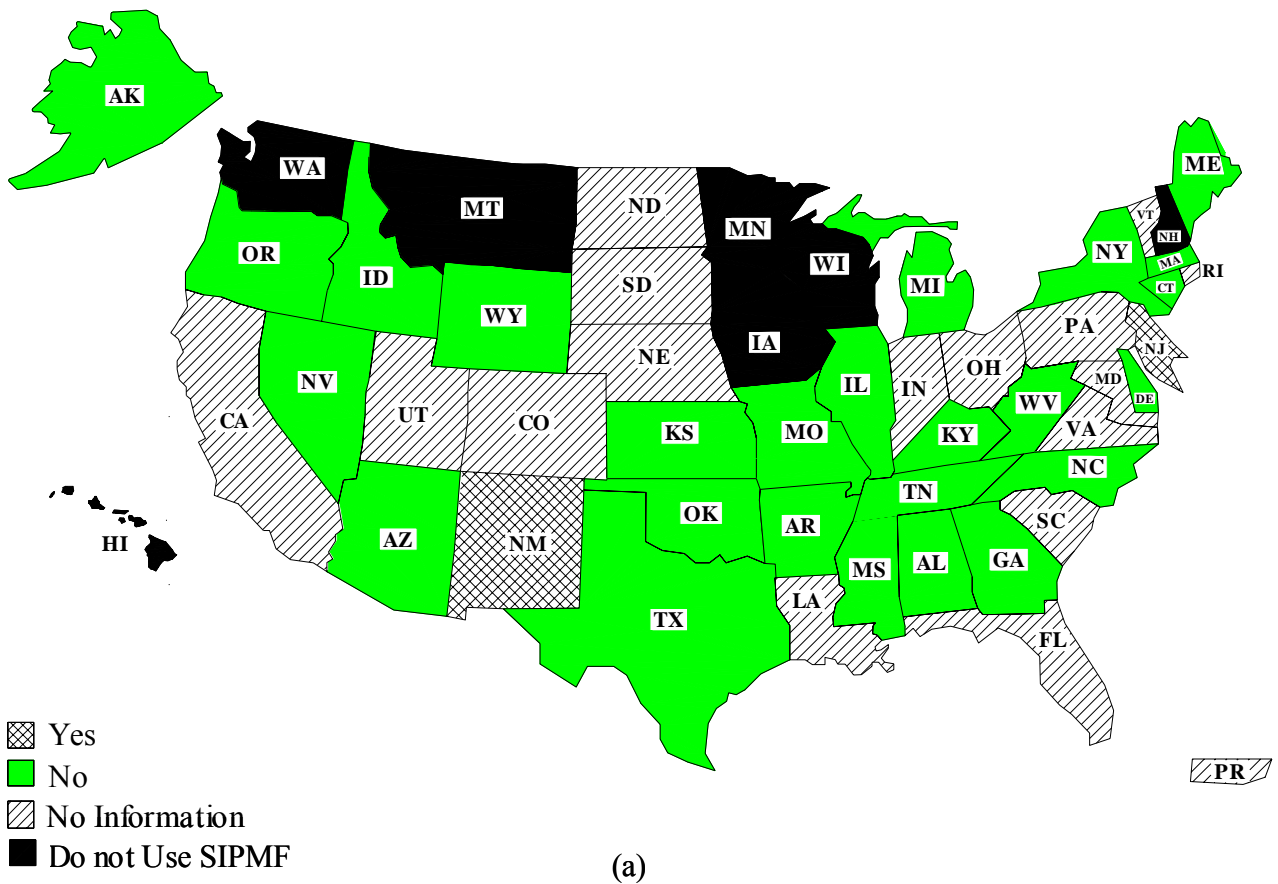 AK
WA
MT
ND
MN
ME
VT
NH
OR
ID
SD
WI
MI
NY
MA
RI
CT
WY
NE
IA
PA
NJ
NV
UT
CO
IL
IN
OH
MD
DE
CA
KS
MO
KY
WV
VA
AZ
NM
OK
AR
TN
NC
SC
HI
TX
LA
MS
AL
GA
FL
PR
Yes
No
No Information
Do not Use SIPMF
(a)